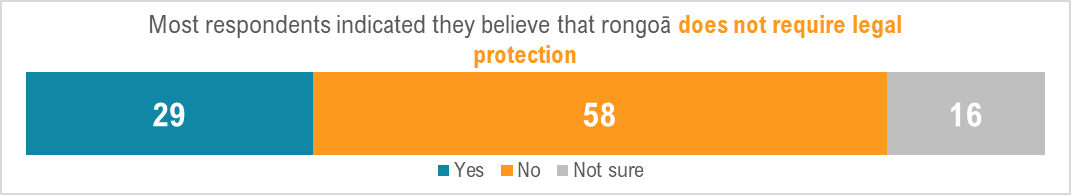 Most respondents indicated they believe that rongoā does not require legal
protection
29 58 16
Yes No Not sure